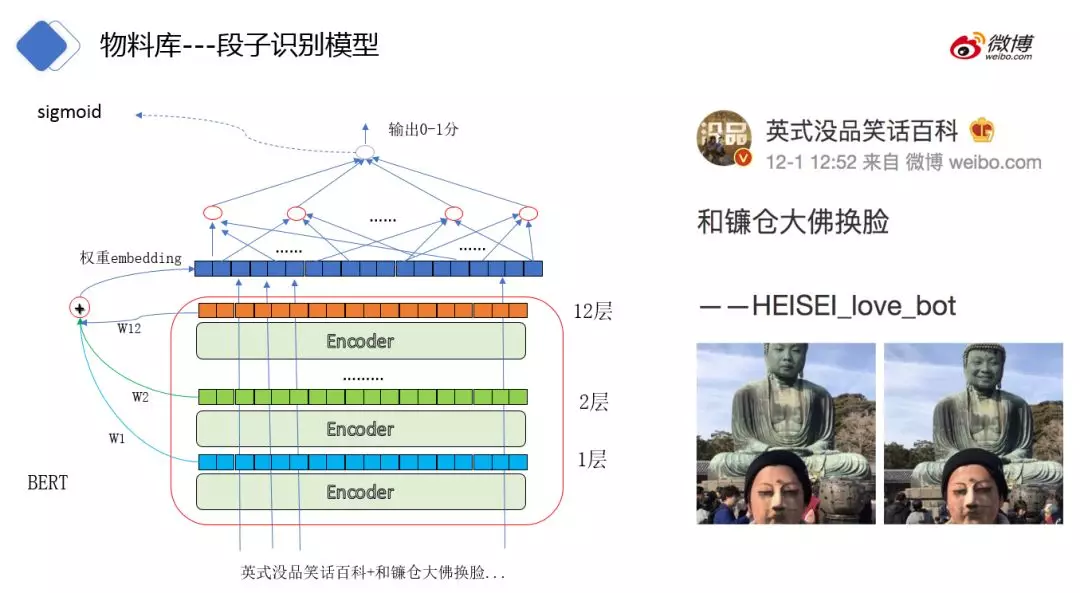 物料库---段子识别模型
微博
weibo.com
sigmoid
输出0-1分
......
......
......
权重embedding
+
W12
W2
W1
12层
Encoder
.........
2层
Encoder
1层
Encoder
BERT
英式没品笑话百科+和镰仓大佛换脸...
没品
V
英式没品笑话百科
12-1 12:52 来自 微博 weibo.com
和镰仓大佛换脸
——HEISEI_love_bot